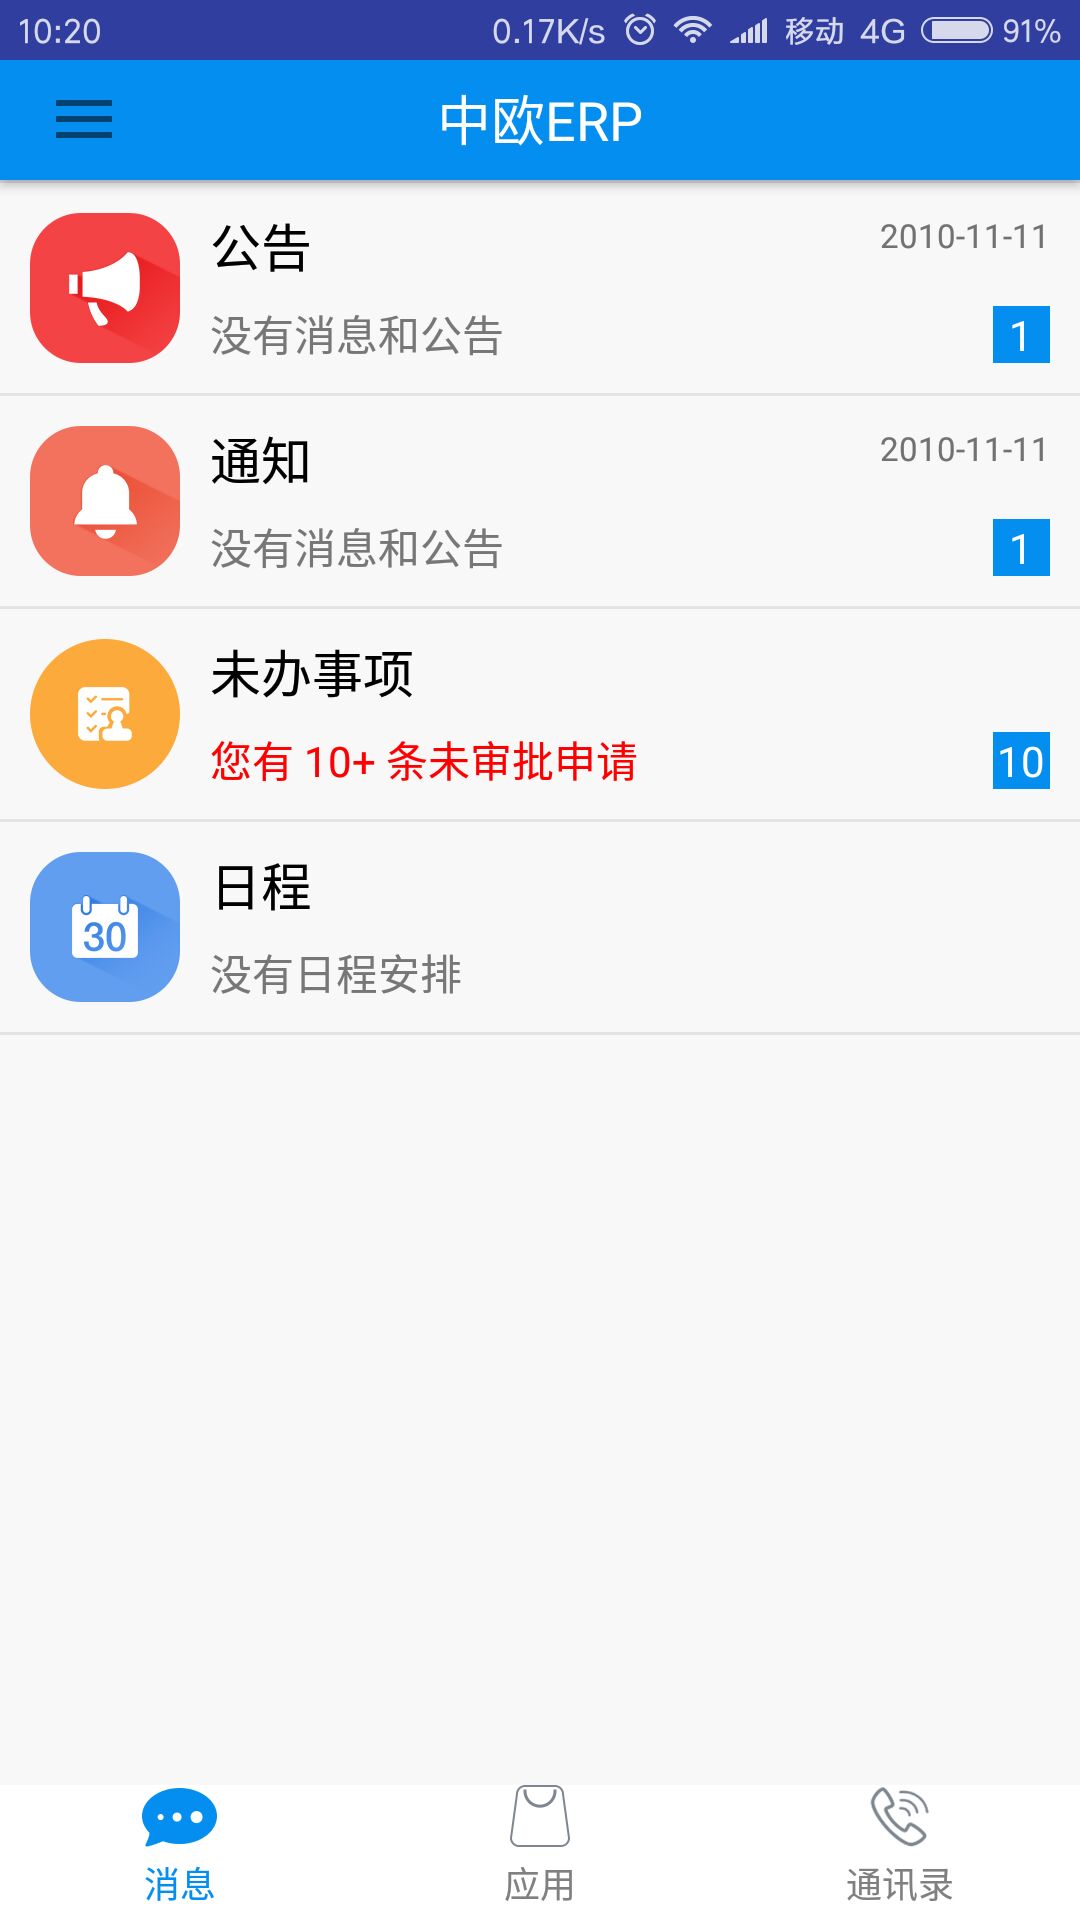 10:20 0.17K/s 移动 4G 91%
中欧ERP
公告 2010-11-11
没有消息和公告 1
通知 2010-11-11
没有消息和公告 1
未办事项
您有 10+ 条未审批申请 10
日程
30
没有日程安排
消息 应用 通讯录